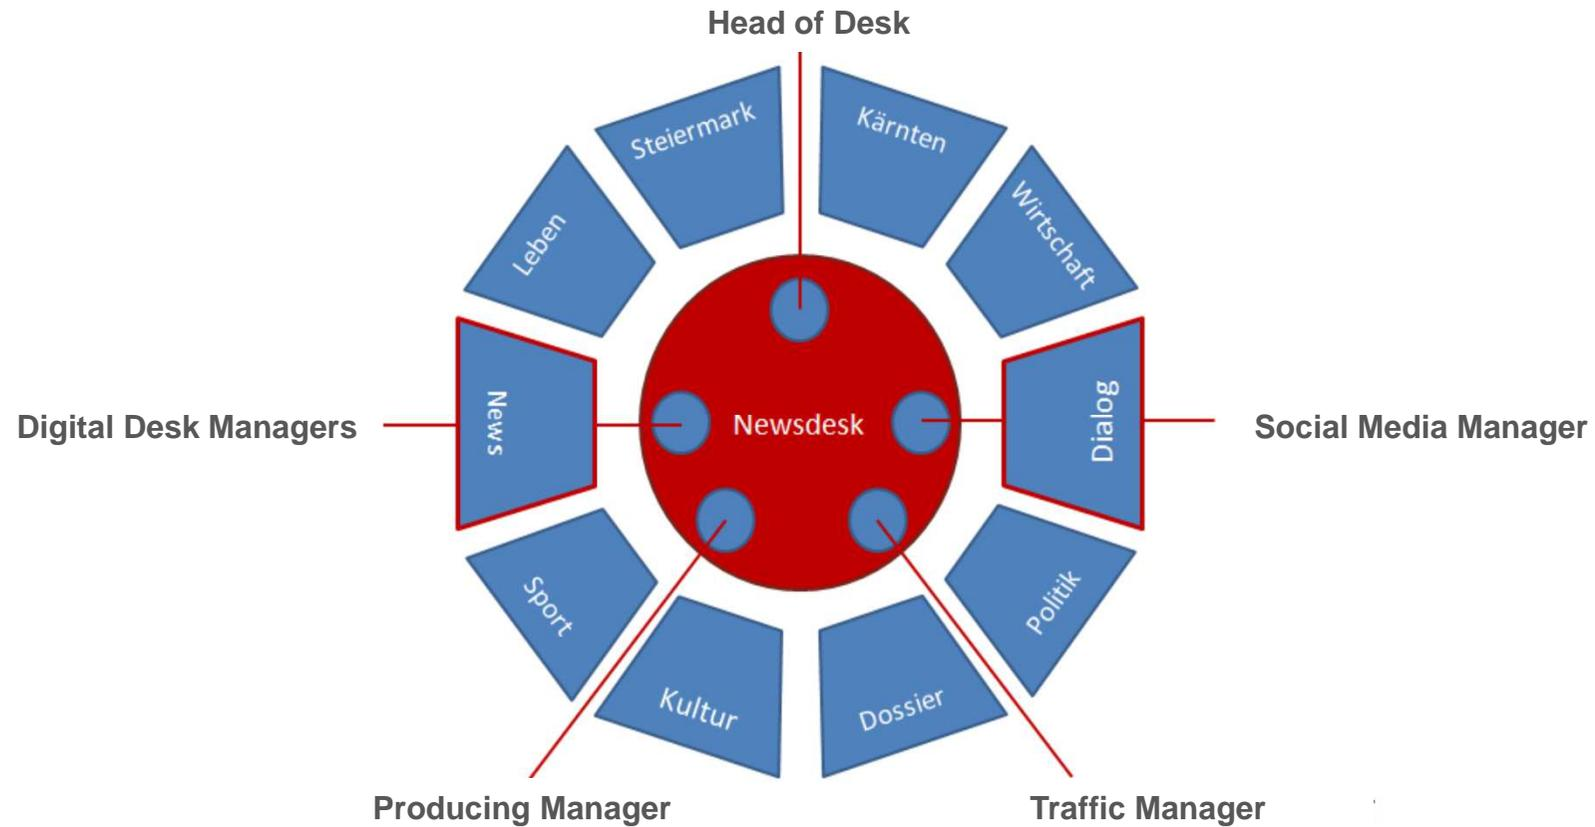 Head of Desk
Steiermark
Kärnten
Leben
Wirtschaft
News
Newsdesk
Dialog
Digital Desk Managers
Social Media Manager
Sport
Politik
Kultur
Dossier
Producing Manager
Traffic Manager